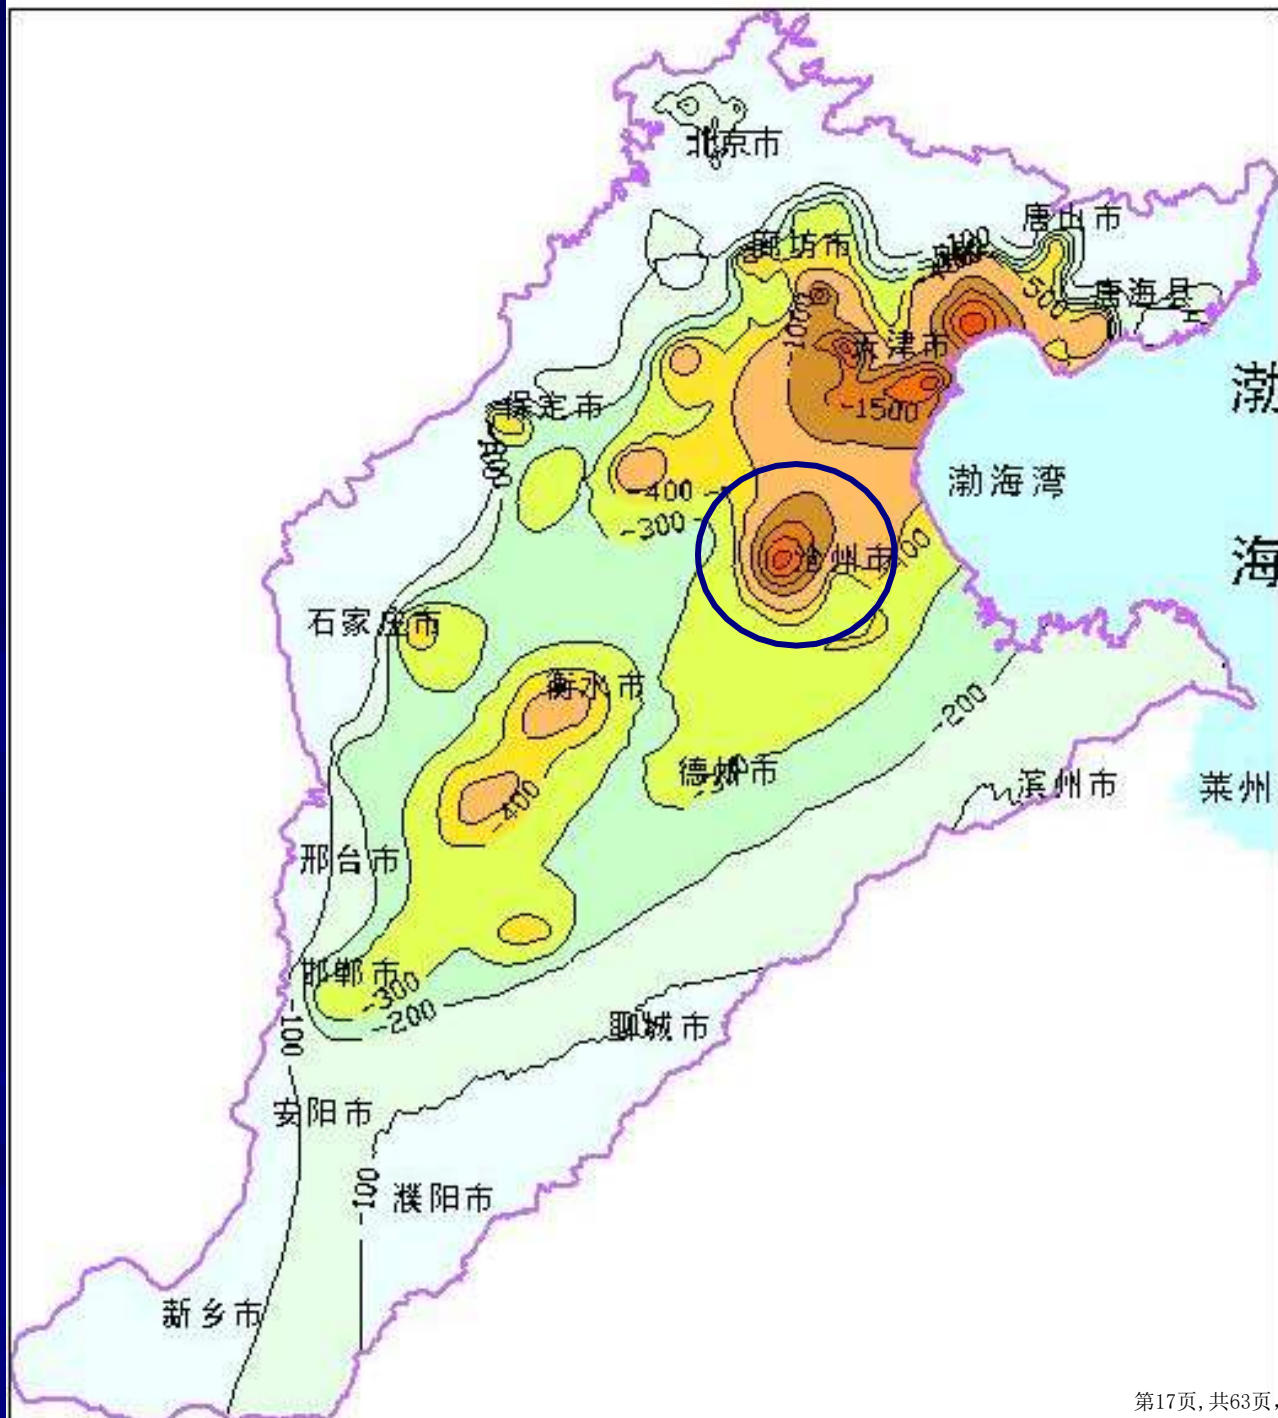 北京市
唐山市
廊坊市
-100
唐海县
-500
-1000
天津市
渤
保定市
-1500
渤海湾
-400
-300
沧州市
海
石家庄市
衡水市
-200
德州市
滨州市
莱州
-400
邢台市
邯郸市
-300
-200
聊城市
-100
安阳市
-100
濮阳市
新乡市
第17页,共63页,